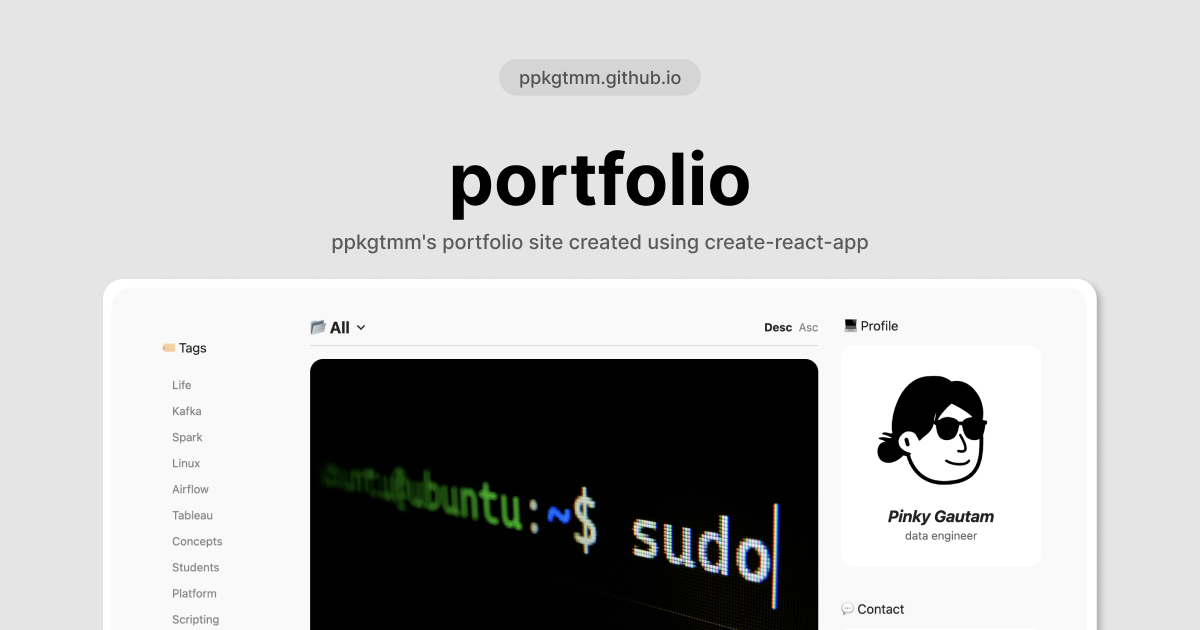 ppkgtmm.github.io
portfolio
ppkgtmm's portfolio site created using create-react-app
Tags
Life
Kafka
Spark
Linux
Airflow
Tableau
Concepts
Students
Platform
Scripting
All
Desc Asc
ubuntu@ubuntu:~$ sudo
Profile
Pinky Gautam
data engineer
Contact